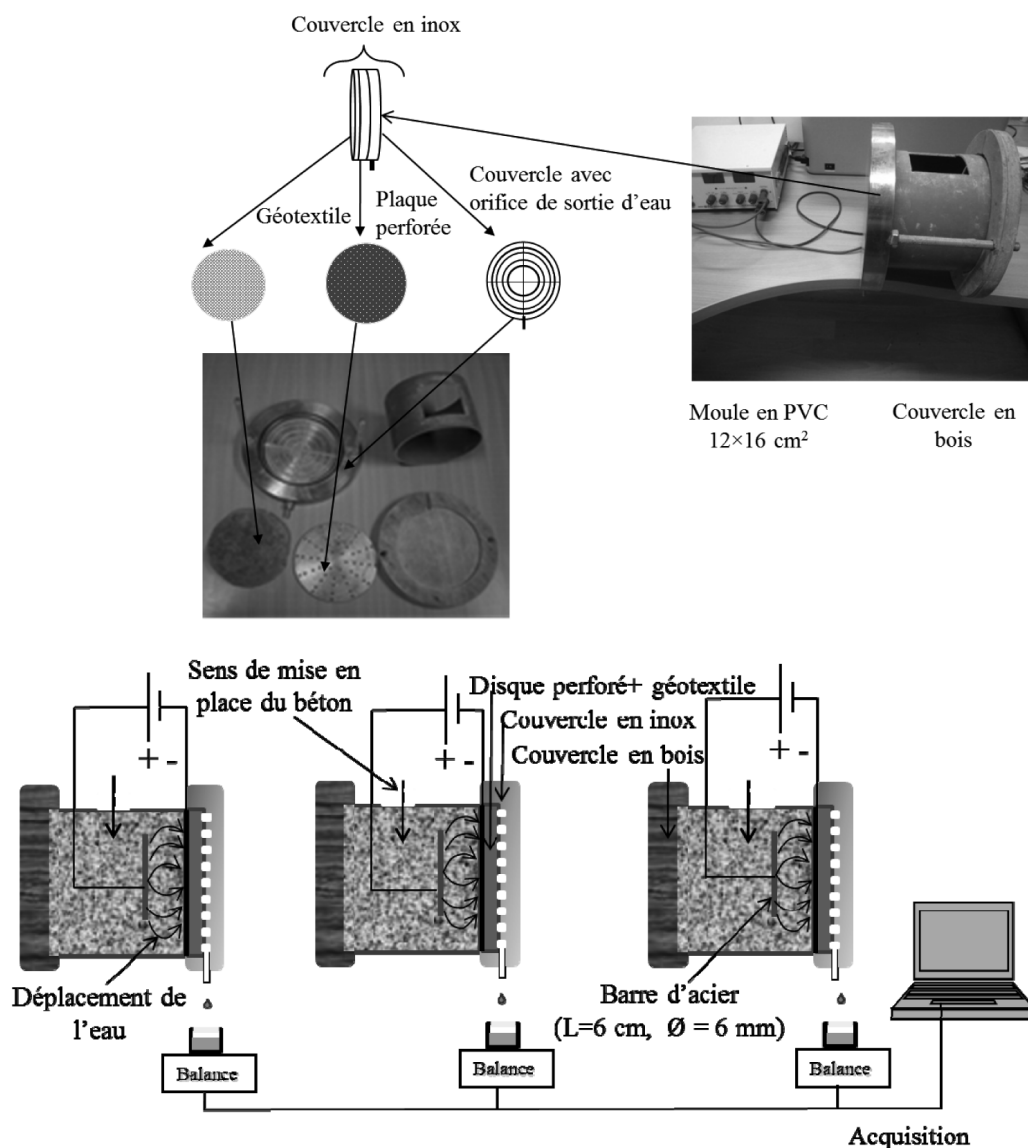 Couvercle en inox
Couvercle avec
orifice de sortie d’eau
Plaque
perforée
Géotextile
Moule en PVC
12×16 cm²
Couvercle en
bois
Sens de mise en
place du béton
Disque perforé+ géotextile
Couvercle en inox
Couvercle en bois
+ -
+ -
+ -
Déplacement de
l’eau
Barre d’acier
(L=6 cm, Ø = 6 mm)
Balance
Balance
Balance
Acquisition